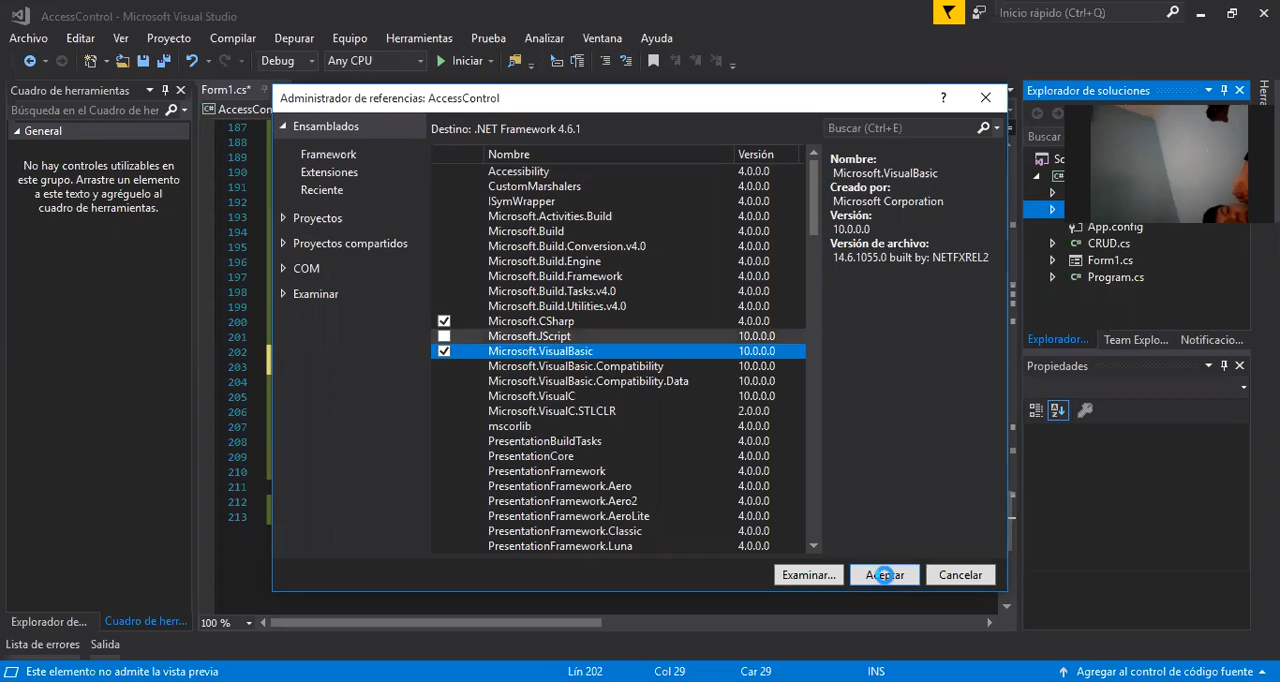 AccessControl - Microsoft Visual Studio
Inicio rápido (Ctrl+Q)
Archivo Editar Ver Proyecto Compilar Depurar Equipo Herramientas Prueba Analizar Ventana Ayuda
Debug Any CPU Iniciar
Cuadro de herramientas
Búsqueda en el Cuadro de her
General
No hay controles utilizables en
este grupo. Arrastre un elemento
a este texto y agréguelo al
cuadro de herramientas.
Form1.cs*
AccessCon
187
188
189
190
191
192
193
194
195
196
197
198
199
200
201
202
203
204
205
206
207
208
209
210
211
212
213
Administrador de referencias: AccessControl
?
Ensamblados
Framework
Extensiones
Reciente
Proyectos
Proyectos compartidos
COM
Examinar
Destino: .NET Framework 4.6.1
Buscar (Ctrl+E)
Nombre Versión
Accessibility 4.0.0.0
CustomMarshalers 4.0.0.0
ISymWrapper 4.0.0.0
Microsoft.Activities.Build 4.0.0.0
Microsoft.Build 4.0.0.0
Microsoft.Build.Conversion.v4.0 4.0.0.0
Microsoft.Build.Engine 4.0.0.0
Microsoft.Build.Framework 4.0.0.0
Microsoft.Build.Tasks.v4.0 4.0.0.0
Microsoft.Build.Utilities.v4.0 4.0.0.0
Microsoft.CSharp 4.0.0.0
Microsoft.JScript 10.0.0.0
Microsoft.VisualBasic 10.0.0.0
Microsoft.VisualBasic.Compatibility 10.0.0.0
Microsoft.VisualBasic.Compatibility.Data 10.0.0.0
Microsoft.VisualC 10.0.0.0
Microsoft.VisualC.STLCLR 2.0.0.0
mscorlib 4.0.0.0
PresentationBuildTasks 4.0.0.0
PresentationCore 4.0.0.0
PresentationFramework 4.0.0.0
PresentationFramework.Aero 4.0.0.0
PresentationFramework.Aero2 4.0.0.0
PresentationFramework.AeroLite 4.0.0.0
PresentationFramework.Classic 4.0.0.0
PresentationFramework.Luna 4.0.0.0
Nombre:
Microsoft.VisualBasic
Creado por:
Microsoft Corporation
Versión:
10.0.0.0
Versión de archivo:
14.6.1055.0 built by: NETFXREL2
Examinar... Aceptar Cancelar
Explorador de soluciones
Buscar
So
App.config
CRUD.cs
Form1.cs
Program.cs
Explorador... Team Explo... Notificacio...
Propiedades
Herra
Explorador de... Cuadro de herr...
100 %
Lista de errores Salida
Este elemento no admite la vista previa Lín 202 Col 29 Car 29 INS Agregar al control de código fuente